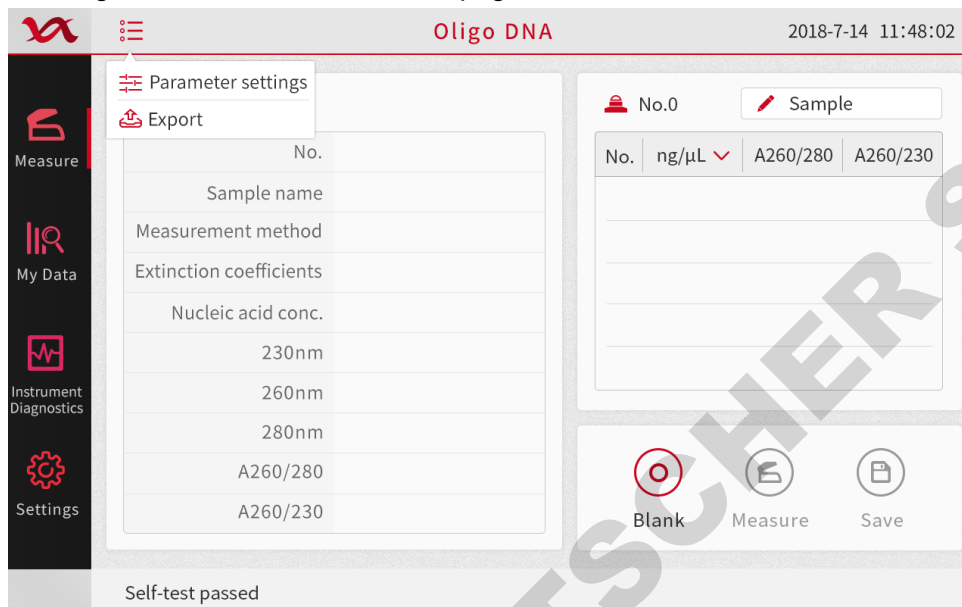 Oligo DNA
2018-7-14 11:48:02
Parameter settings
Export
Measure
My Data
Instrument
Diagnostics
Settings
No.
Sample name
Measurement method
Extinction coefficients
Nucleic acid conc.
230nm
260nm
280nm
A260/280
A260/230
No.0
Sample
No. ng/μL A260/280 A260/230
Blank Measure Save
Self-test passed